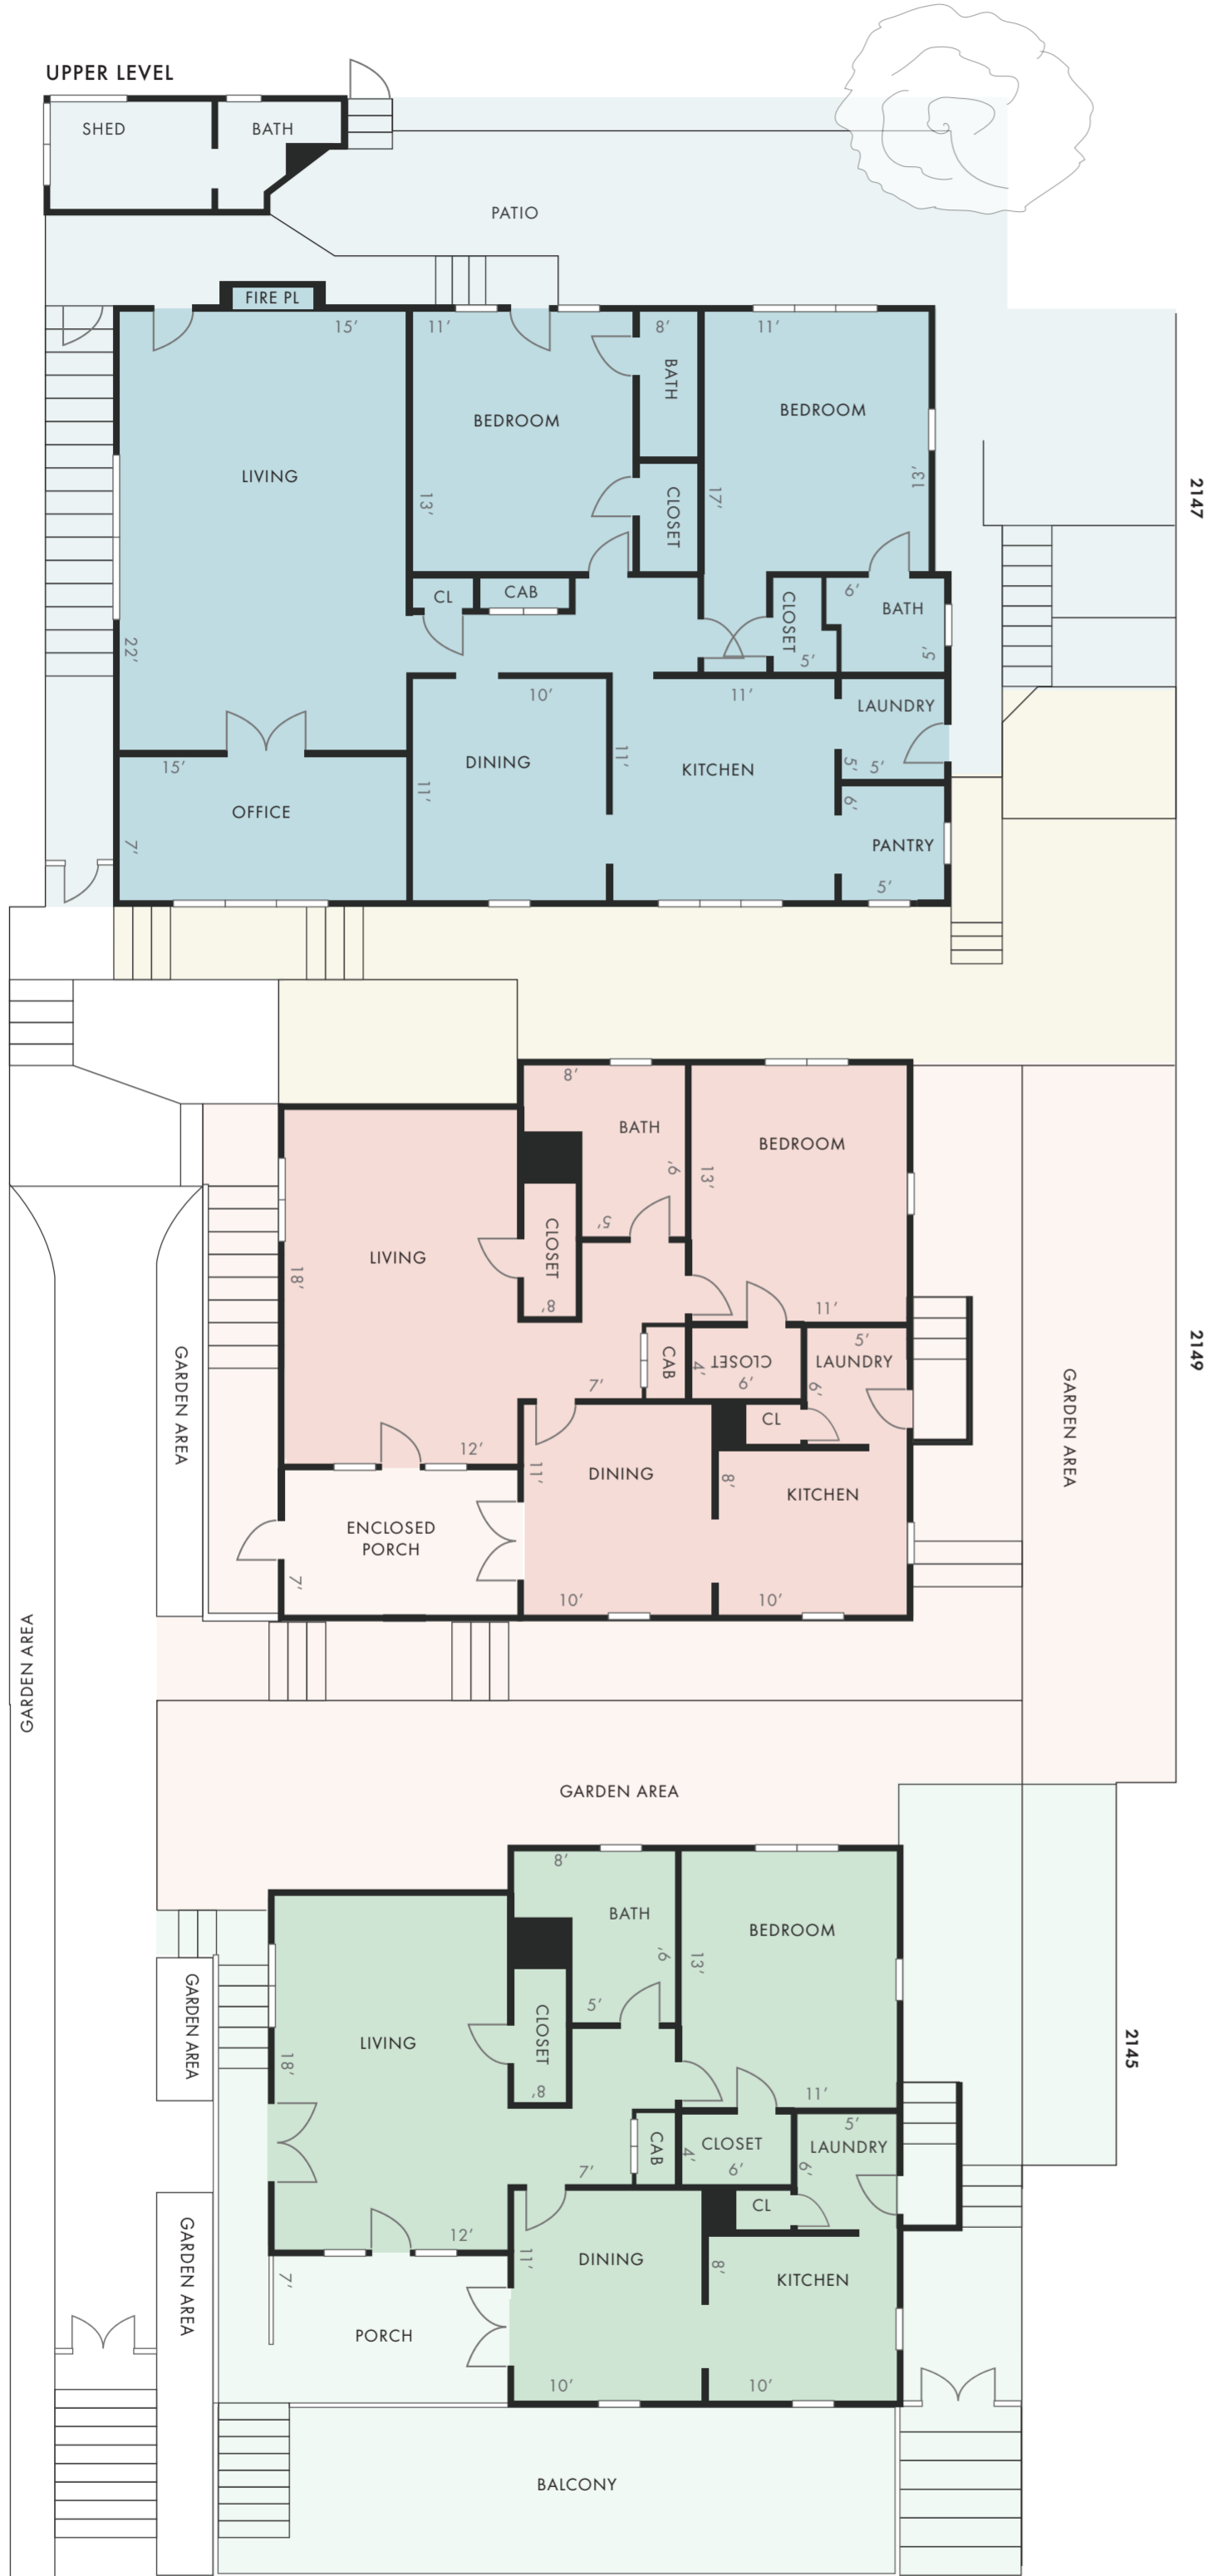 UPPER LEVEL
SHED
BATH
PATIO
FIRE PL
15'
11'
8'
11'
BATH
BEDROOM
BEDROOM
LIVING
13'
CLOSET
17'
13'
2147
CL
CAB
CLOSET
6'
BATH
22'
5'
5'
10'
11'
LAUNDRY
DINING
11'
KITCHEN
5'
5'
15'
11'
6'
OFFICE
7'
PANTRY
5'
8'
BATH
BEDROOM
9'
13'
5'
CLOSET
LIVING
18'
8'
11'
GARDEN AREA
CAB
CLOSET
4'
6'
5'
LAUNDRY
6'
2149
GARDEN AREA
7'
CL
12'
11'
DINING
8'
KITCHEN
ENCLOSED
PORCH
7'
10'
10'
GARDEN AREA
GARDEN AREA
8'
BATH
BEDROOM
9'
13'
5'
CLOSET
LIVING
GARDEN AREA
18'
8'
11'
2145
CAB
4'
CLOSET
6'
5'
LAUNDRY
6'
7'
CL
12'
11'
DINING
8'
KITCHEN
GARDEN AREA
7'
PORCH
10'
10'
BALCONY